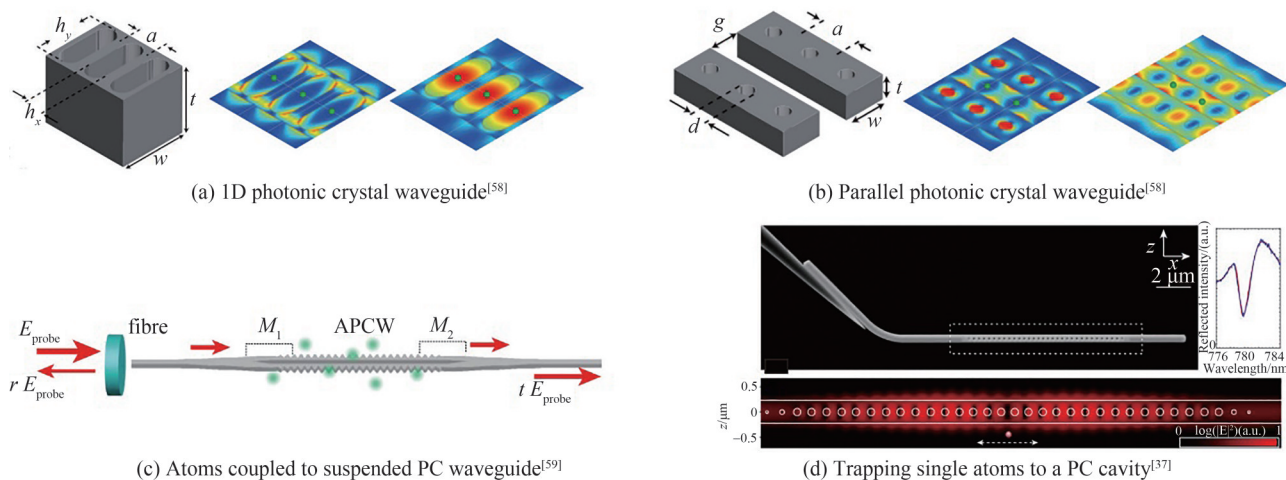 h_y
a
h_x
t
w
(a) 1D photonic crystal waveguide[58]
g
a
d
t
w
(b) Parallel photonic crystal waveguide[58]
E_probe
r E_probe
fibre
M_1
APCW
M_2
t E_probe
(c) Atoms coupled to suspended PC waveguide[59]
z
x
2 μm
Reflected intensity/(a.u.)
0
776 780 784
Wavelength/nm
z/μm
0.5
0
−0.5
0 log(|E|²)(a.u.) 1
(d) Trapping single atoms to a PC cavity[37]